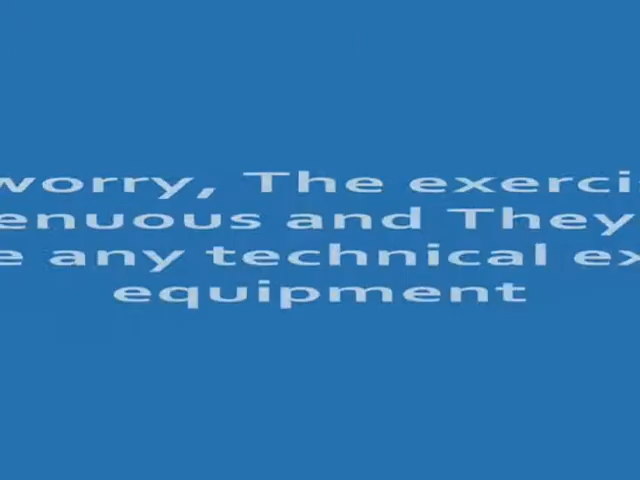 worry, The exerci
enuous and They
e any technical ex
equipment